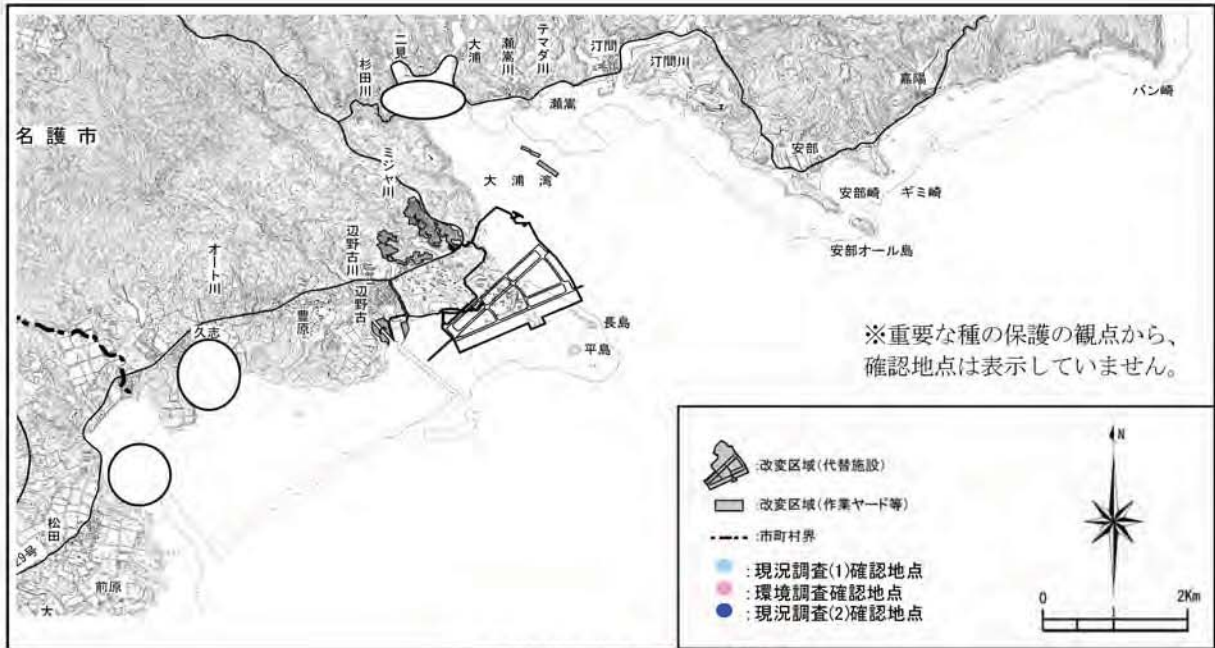 名護市
杉田川
二見
大浦
瀬嵩川
テマダ川
汀間
汀間川
瀬嵩
嘉陽
バン崎
安部
安部崎
ギミ崎
安部オール島
大浦湾
ミジャ川
辺野古川
辺野古
オート川
豊原
久志
長島
平島
松田
29号
前原
大
※重要な種の保護の観点から、
確認地点は表示していません。
:改変区域(代替施設)
:改変区域(作業ヤード等)
:市町村界
:現況調査(1)確認地点
:環境調査確認地点
:現況調査(2)確認地点
N
0 2Km